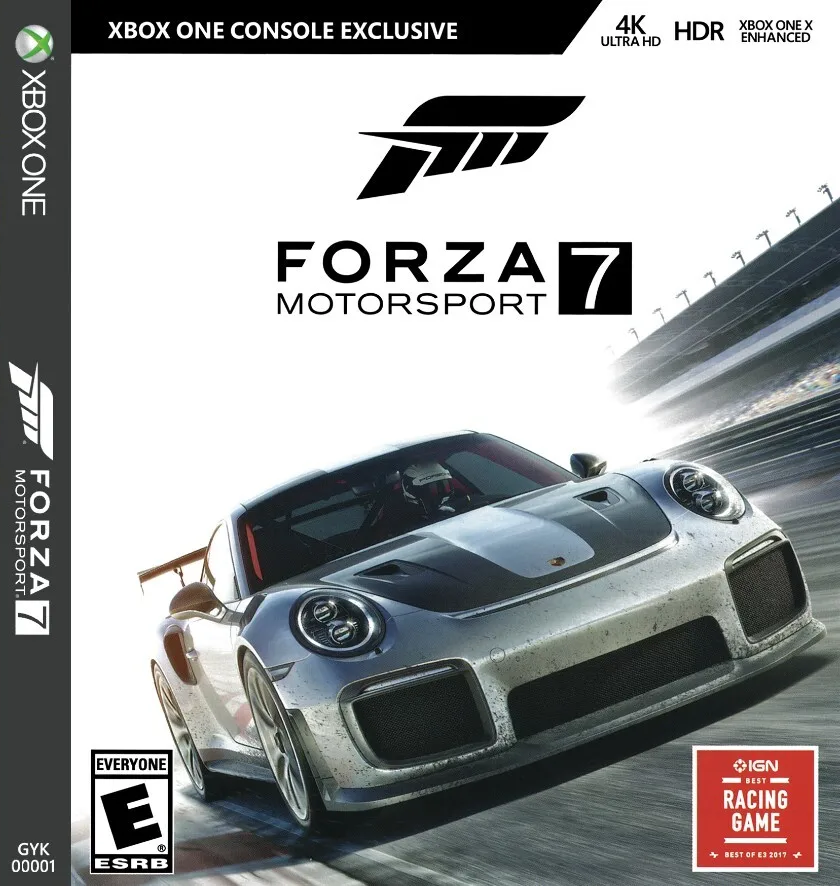 XBOX ONE
FORZA
MOTORSPORT
7
GYK
00001
XBOX ONE CONSOLE EXCLUSIVE
4K
ULTRA HD
HDR
XBOX ONE X
ENHANCED
FORZA
MOTORSPORT
7
PORSCHE
EVERYONE
E
ESRB
IGN
BEST
RACING
GAME
BEST OF E3 2017